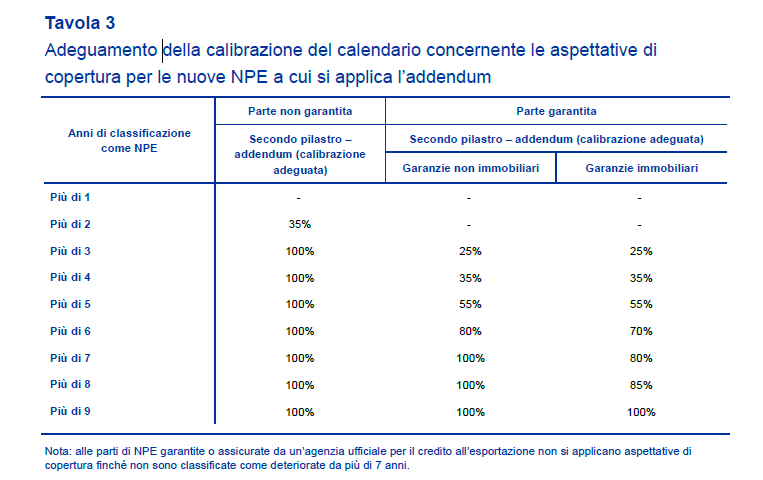 Tavola 3
Adeguamento della calibrazione del calendario concernente le aspettative di
copertura per le nuove NPE a cui si applica l'addendum
Anni di classificazione
come NPE
Parte non garantita
Parte garantita
Secondo pilastro –
addendum (calibrazione
adeguata)
Secondo pilastro – addendum (calibrazione adeguata)
Garanzie non immobiliari Garanzie immobiliari
Più di 1 - - -
Più di 2 35% - -
Più di 3 100% 25% 25%
Più di 4 100% 35% 35%
Più di 5 100% 55% 55%
Più di 6 100% 80% 70%
Più di 7 100% 100% 80%
Più di 8 100% 100% 85%
Più di 9 100% 100% 100%
Nota: alle parti di NPE garantite o assicurate da un'agenzia ufficiale per il credito all'esportazione non si applicano aspettative di
copertura finché non sono classificate come deteriorate da più di 7 anni.